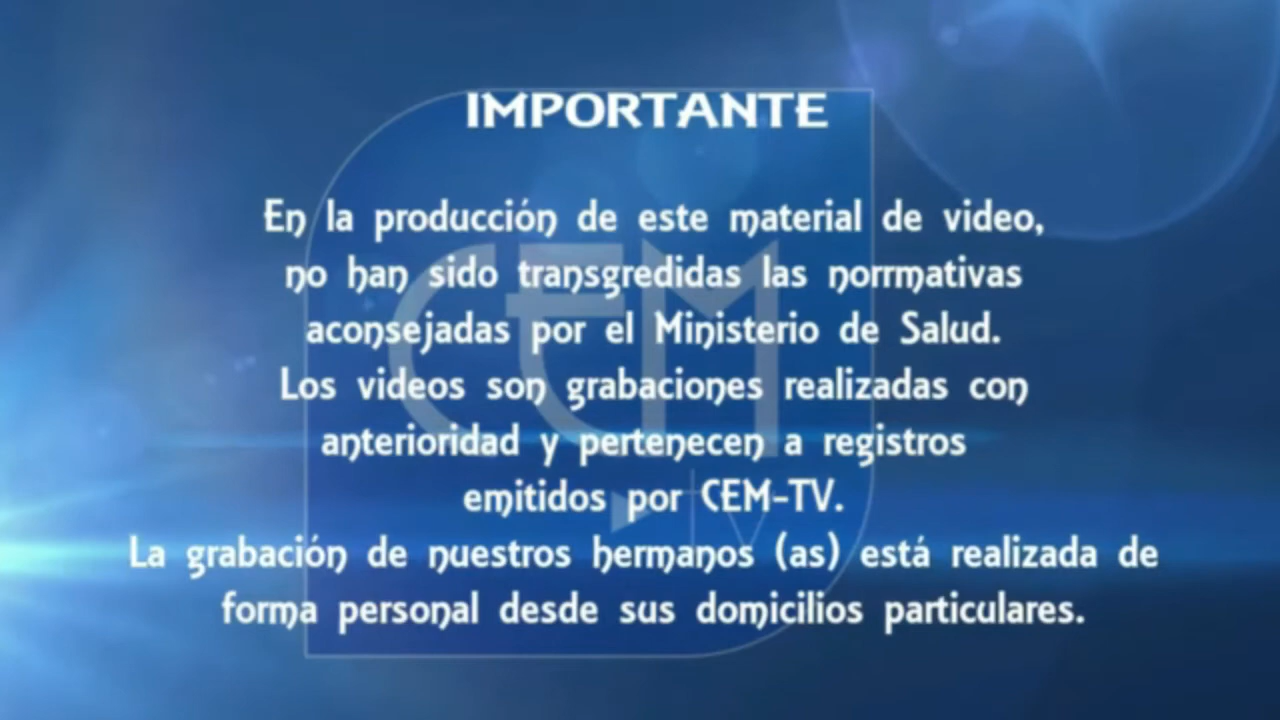 IMPORTANTE
En la producción de este material de video,
no han sido transgredidas las norrmativas
aconsejadas por el Ministerio de Salud.
Los videos son grabaciones realizadas con
anterioridad y pertenecen a registros
emitidos por CEM-TV.
La grabación de nuestros hermanos (as) está realizada de
forma personal desde sus domicilios particulares.
CEM
TV